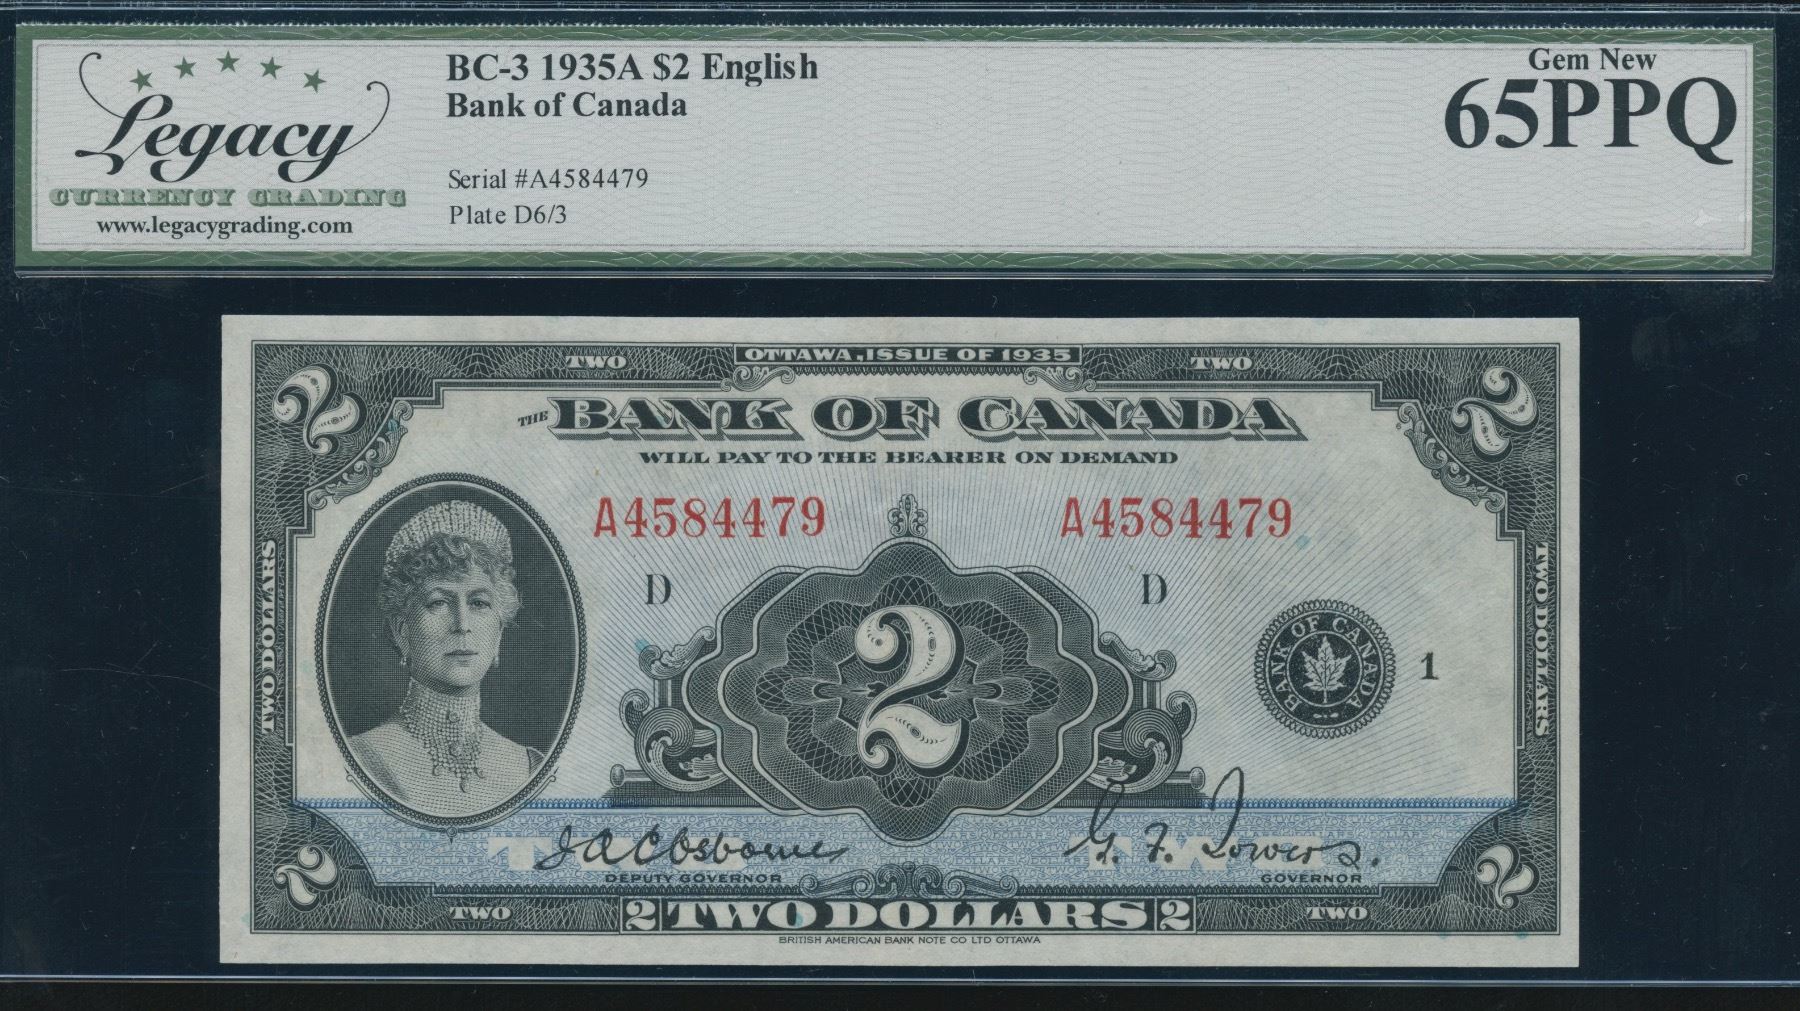 Legacy
CURRENCY GRADING
www.legacygrading.com
BC-3 1935A $2 English
Bank of Canada
Serial #A4584479
Plate D6/3
Gem New
65PPQ
2 TWO OTTAWA, ISSUE OF 1935 TWO 2
THE BANK OF CANADA
WILL PAY TO THE BEARER ON DEMAND
A4584479 A4584479
D D
TWO DOLLARS
2
BANK OF CANADA
1
TWO DOLLARS
J A C Osborne G. F. Towers.
DEPUTY GOVERNOR GOVERNOR
2 TWO 2 TWO DOLLARS 2 TWO 2
BRITISH AMERICAN BANK NOTE CO LTD OTTAWA